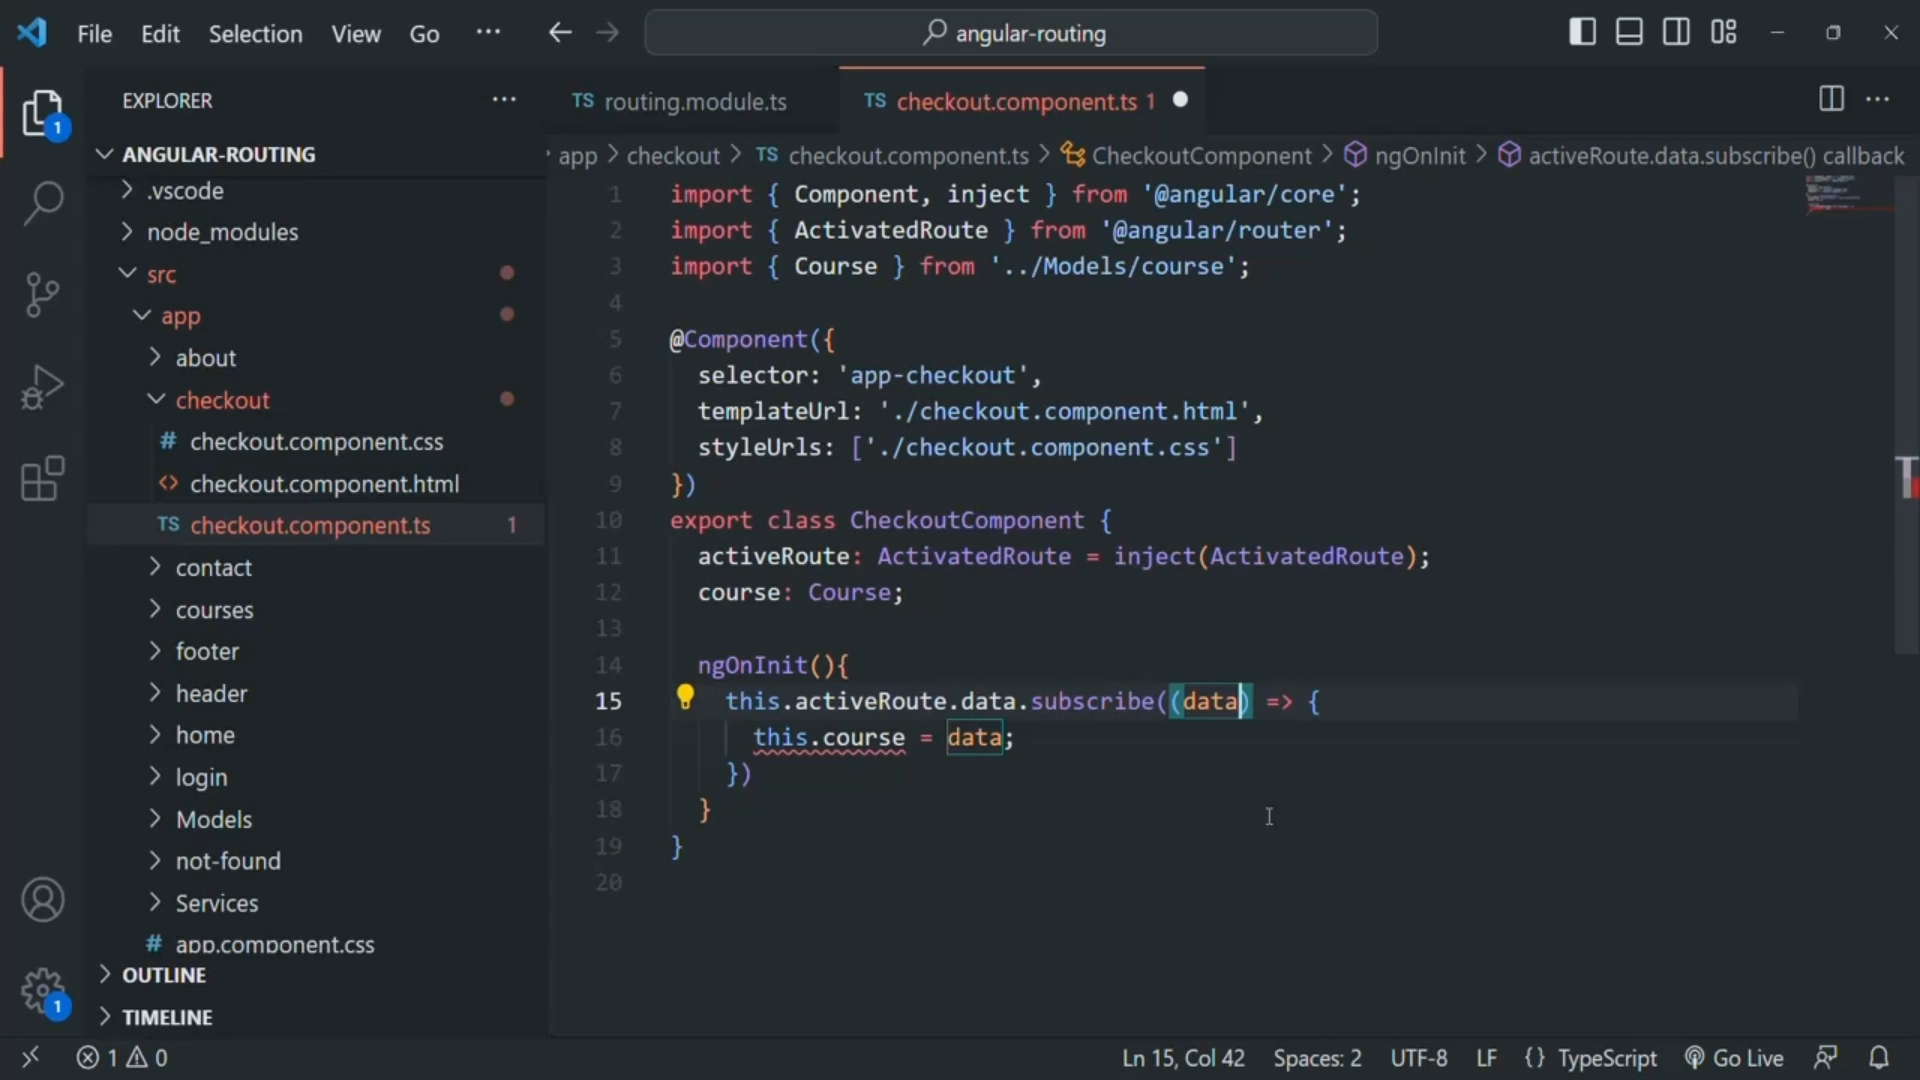 File Edit Selection View Go ··· angular-routing
EXPLORER ···
ANGULAR-ROUTING
.vscode
node_modules
src
app
about
checkout
# checkout.component.css
<> checkout.component.html
TS checkout.component.ts 1
contact
courses
footer
header
home
login
Models
not-found
Services
# app.component.css
OUTLINE
TIMELINE
1
1
TS routing.module.ts TS checkout.component.ts 1 ···
app > checkout > TS checkout.component.ts > CheckoutComponent > ngOnInit > activeRoute.data.subscribe() callback
1 import { Component, inject } from '@angular/core';
2 import { ActivatedRoute } from '@angular/router';
3 import { Course } from '../Models/course';
4
5 @Component({
6 selector: 'app-checkout',
7 templateUrl: './checkout.component.html',
8 styleUrls: ['./checkout.component.css']
9 })
10 export class CheckoutComponent {
11 activeRoute: ActivatedRoute = inject(ActivatedRoute);
12 course: Course;
13
14 ngOnInit(){
15 this.activeRoute.data.subscribe((data) => {
16 this.course = data;
17 })
18 }
19 }
20
1 0 Ln 15, Col 42 Spaces: 2 UTF-8 LF {} TypeScript Go Live